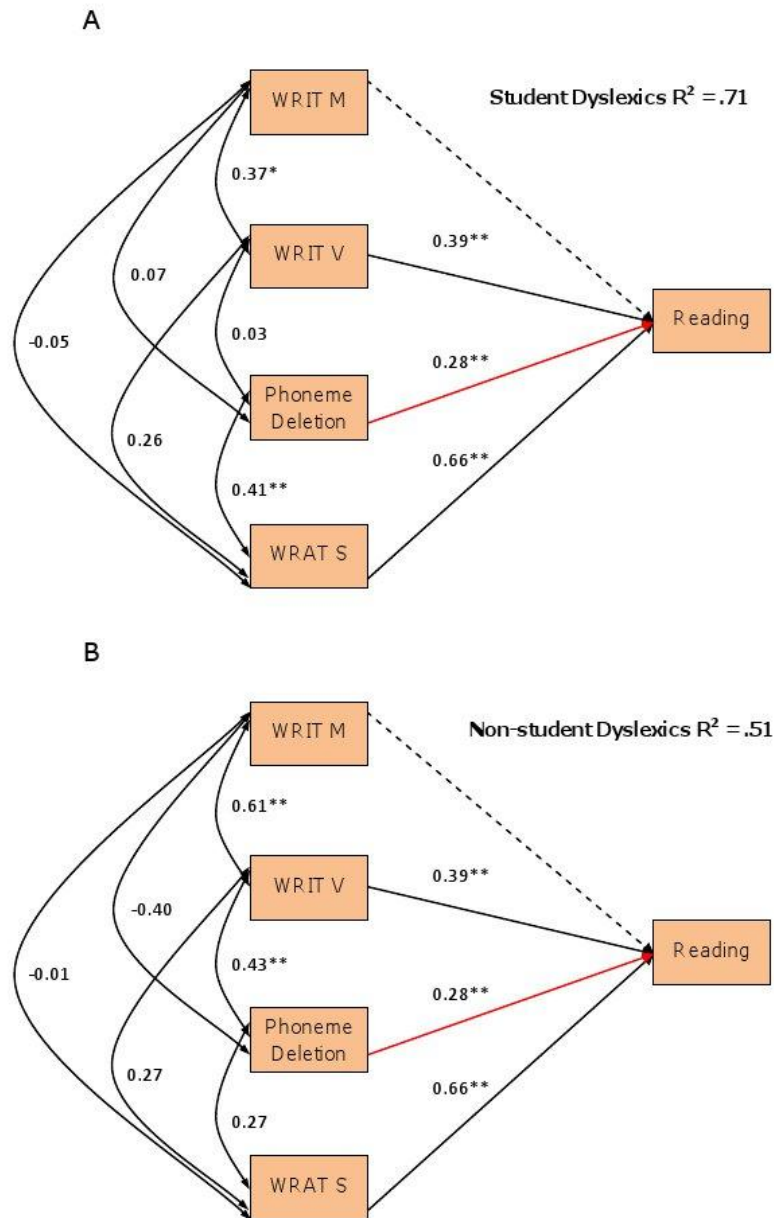 A
WRIT M
Student Dyslexics R² = .71
0.37*
WRIT V
0.39**
0.07
Reading
0.03
-0.05
0.28**
Phoneme
Deletion
0.26
0.66**
0.41**
WRAT S
B
WRIT M
Non-student Dyslexics R² = .51
0.61**
WRIT V
0.39**
-0.40
Reading
0.43**
-0.01
0.28**
Phoneme
Deletion
0.27
0.66**
0.27
WRAT S